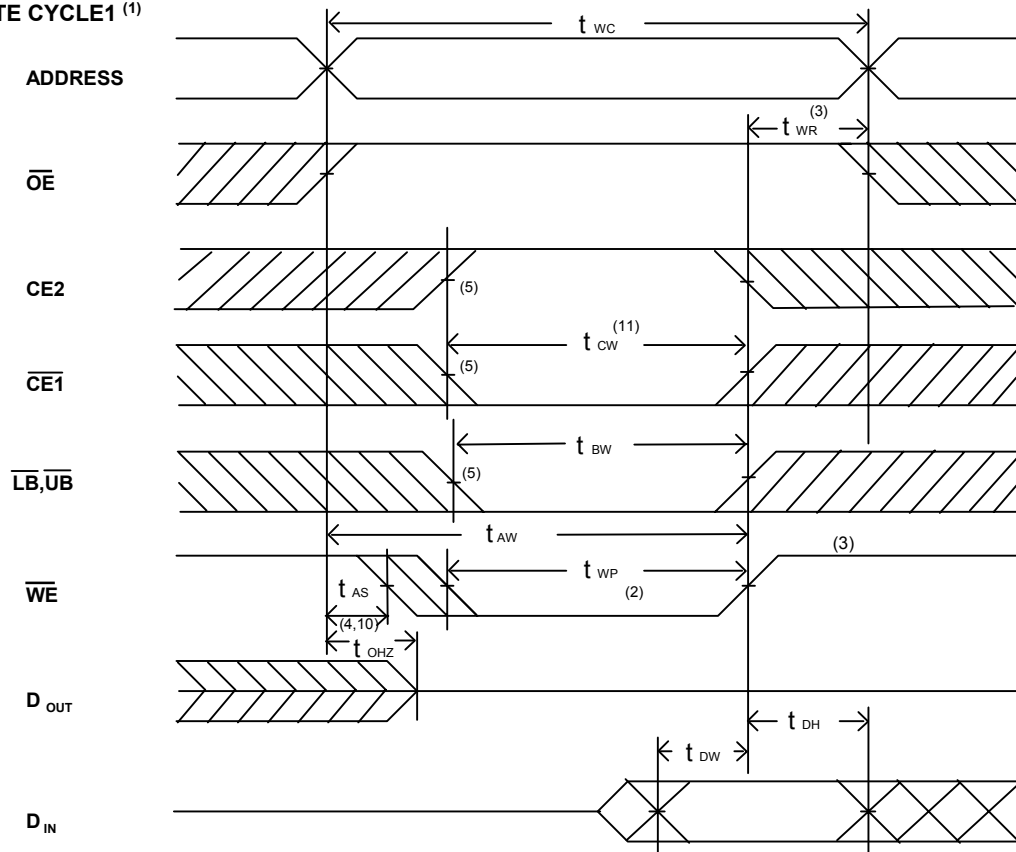 TE CYCLE1 (1)
t WC
ADDRESS
t WR (3)
OE
CE2
(5)
t CW (11)
CE1
(5)
t BW
LB,UB
(5)
t AW
(3)
WE
t AS
t WP
(2)
(4,10)
t OHZ
D OUT
t DH
t DW
D IN